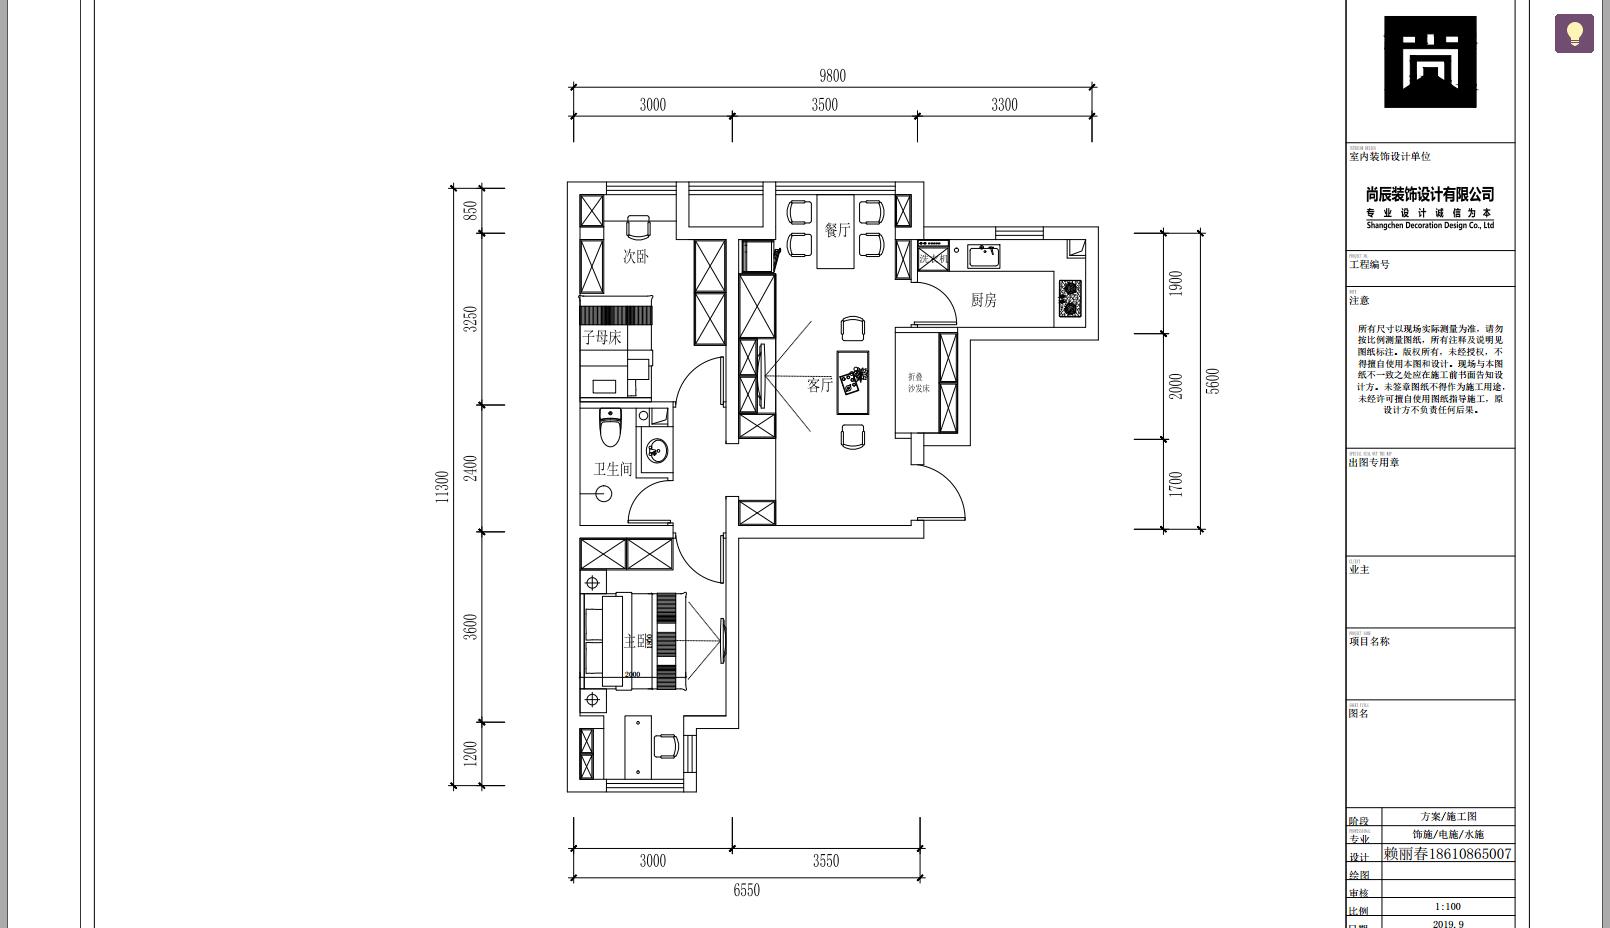 9800
3000
3500
3300
850
3250
2400
11300
3600
1200
1900
2000
5600
1700
餐厅
次卧
洗衣机
厨房
子母床
客厅
折叠
沙发床
卫生间
主卧
2000
3000
3550
6550
尚
室内装饰设计单位
尚辰装饰设计有限公司
专业设计诚信为本
Shangchen Decoration Design Co., Ltd
工程编号
注意
所有尺寸以现场实际测量为准, 请勿
按比例测量图纸, 所有注释及说明见
图纸标注。版权所有, 未经授权, 不
得擅自使用本图和设计。现场与本图
纸不一致之处应在施工前书面告知设
计方。未签章图纸不得作为施工用途,
未经许可擅自使用图纸指导施工, 原
设计方不负责任何后果。
出图专用章
业主
项目名称
图名
阶段 方案/施工图
专业 饰施/电施/水施
设计 赖丽春18610865007
绘图
审核
比例 1:100
2019.9